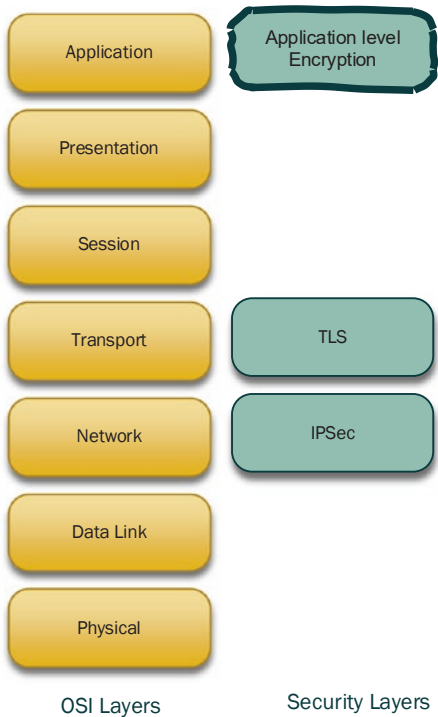 Application
Application level
Encryption
Presentation
Session
Transport
TLS
Network
IPSec
Data Link
Physical
OSI Layers
Security Layers